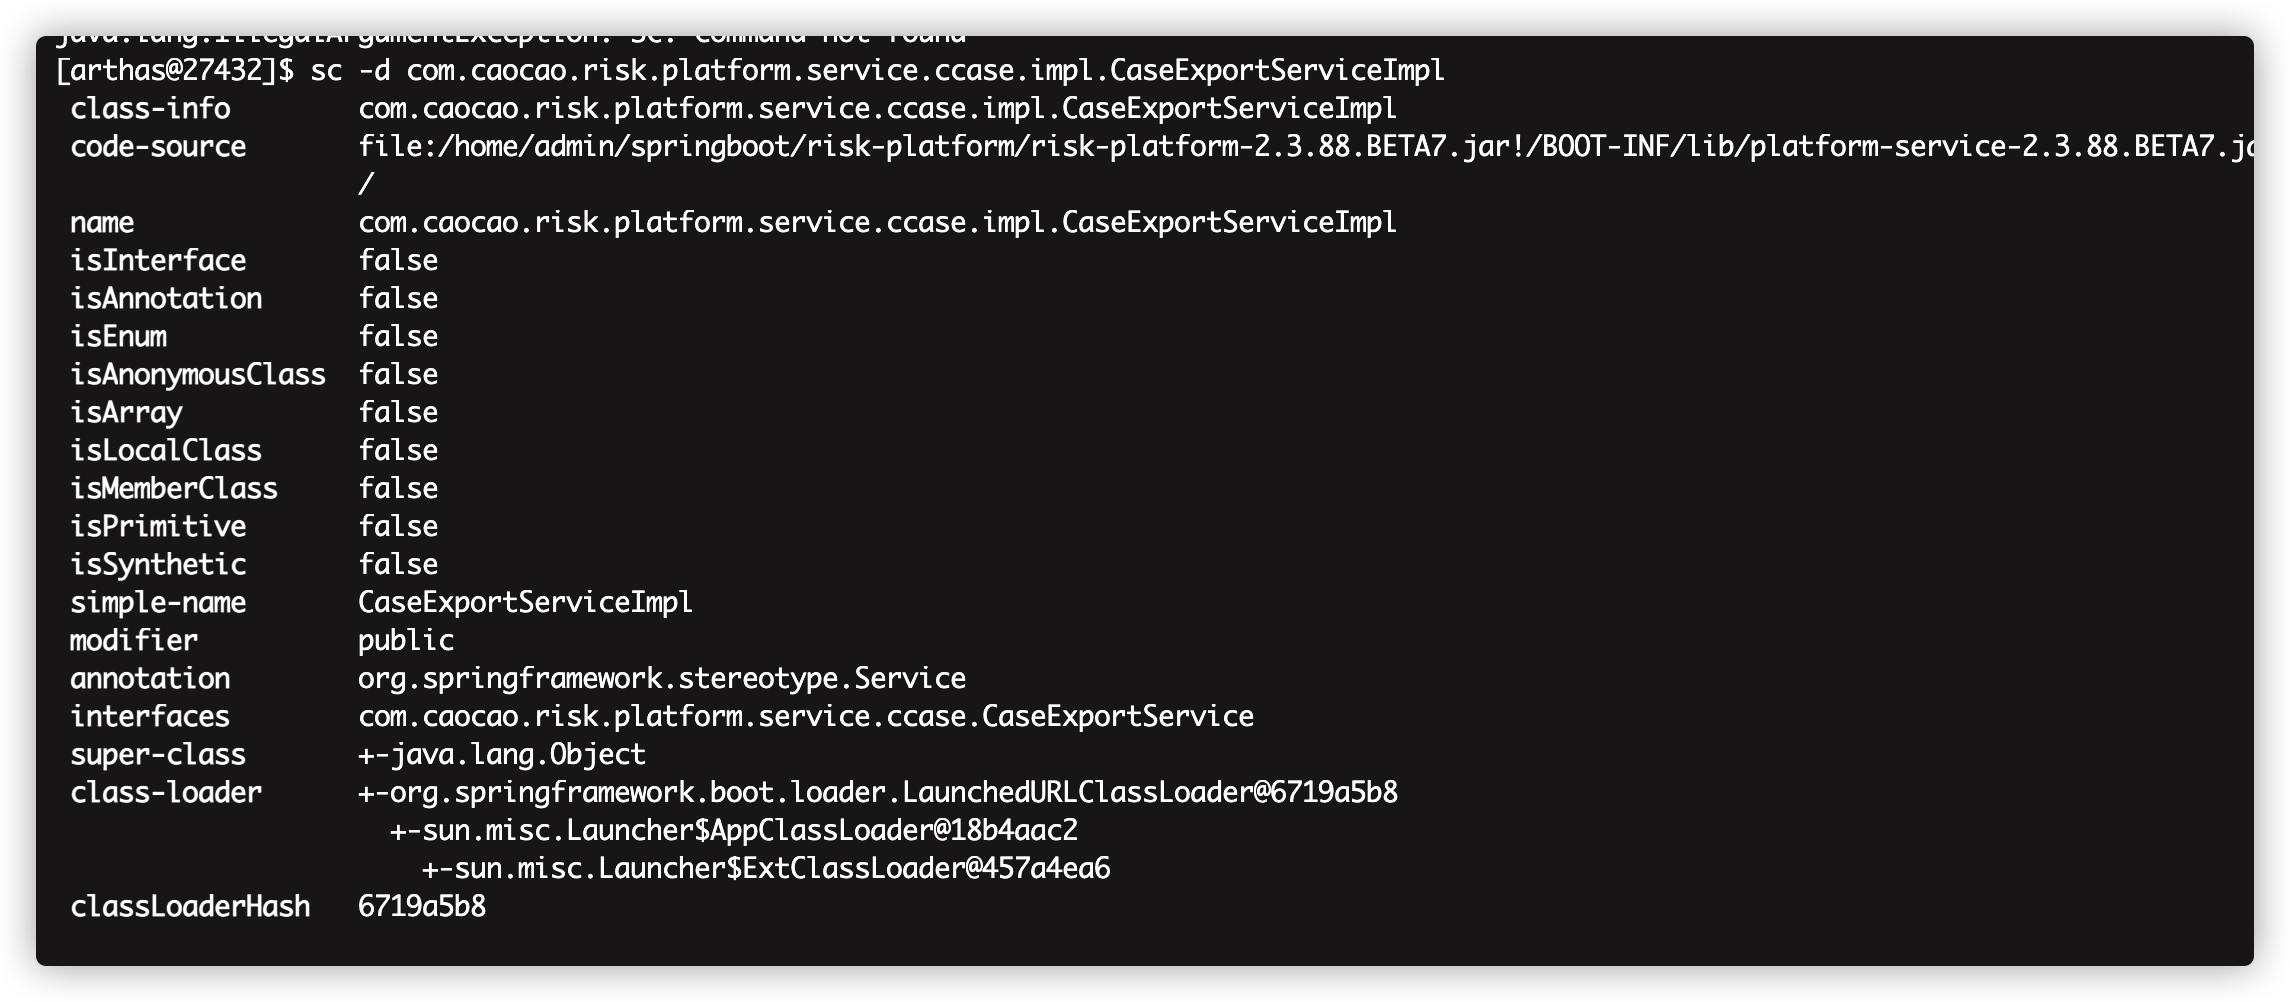 java.lang.IllegalArgumentException: sc: command not found
[arthas@27432]$ sc -d com.caocao.risk.platform.service.ccase.impl.CaseExportServiceImpl
class-info com.caocao.risk.platform.service.ccase.impl.CaseExportServiceImpl
code-source file:/home/admin/springboot/risk-platform/risk-platform-2.3.88.BETA7.jar!/BOOT-INF/lib/platform-service-2.3.88.BETA7.ja
/
name com.caocao.risk.platform.service.ccase.impl.CaseExportServiceImpl
isInterface false
isAnnotation false
isEnum false
isAnonymousClass false
isArray false
isLocalClass false
isMemberClass false
isPrimitive false
isSynthetic false
simple-name CaseExportServiceImpl
modifier public
annotation org.springframework.stereotype.Service
interfaces com.caocao.risk.platform.service.ccase.CaseExportService
super-class +-java.lang.Object
class-loader +-org.springframework.boot.loader.LaunchedURLClassLoader@6719a5b8
+-sun.misc.Launcher$AppClassLoader@18b4aac2
+-sun.misc.Launcher$ExtClassLoader@457a4ea6
classLoaderHash 6719a5b8